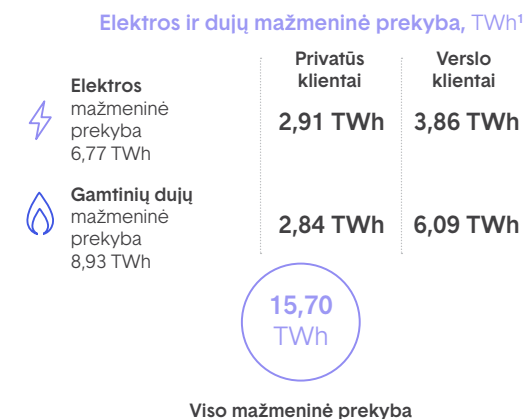 Elektros ir dujų mažmeninė prekyba, TWh¹
Privatūs
klientai
Verslo
klientai
Elektros
mažmeninė
prekyba
6,77 TWh
2,91 TWh
3,86 TWh
Gamtinių dujų
mažmeninė
prekyba
8,93 TWh
2,84 TWh
6,09 TWh
15,70
TWh
Viso mažmeninė prekyba